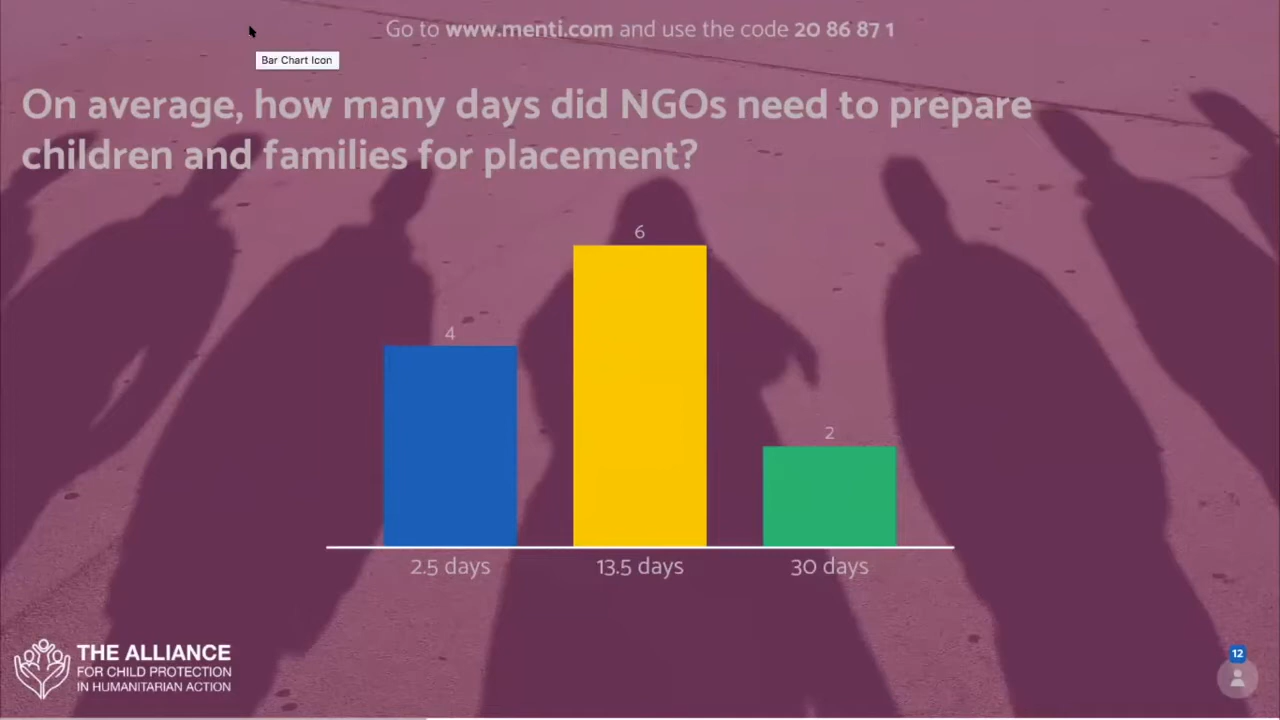 Go to www.menti.com and use the code 20 86 87 1
Bar Chart Icon
On average, how many days did NGOs need to prepare
children and families for placement?
6
4
2
2.5 days
13.5 days
30 days
THE ALLIANCE
FOR CHILD PROTECTION
IN HUMANITARIAN ACTION
12